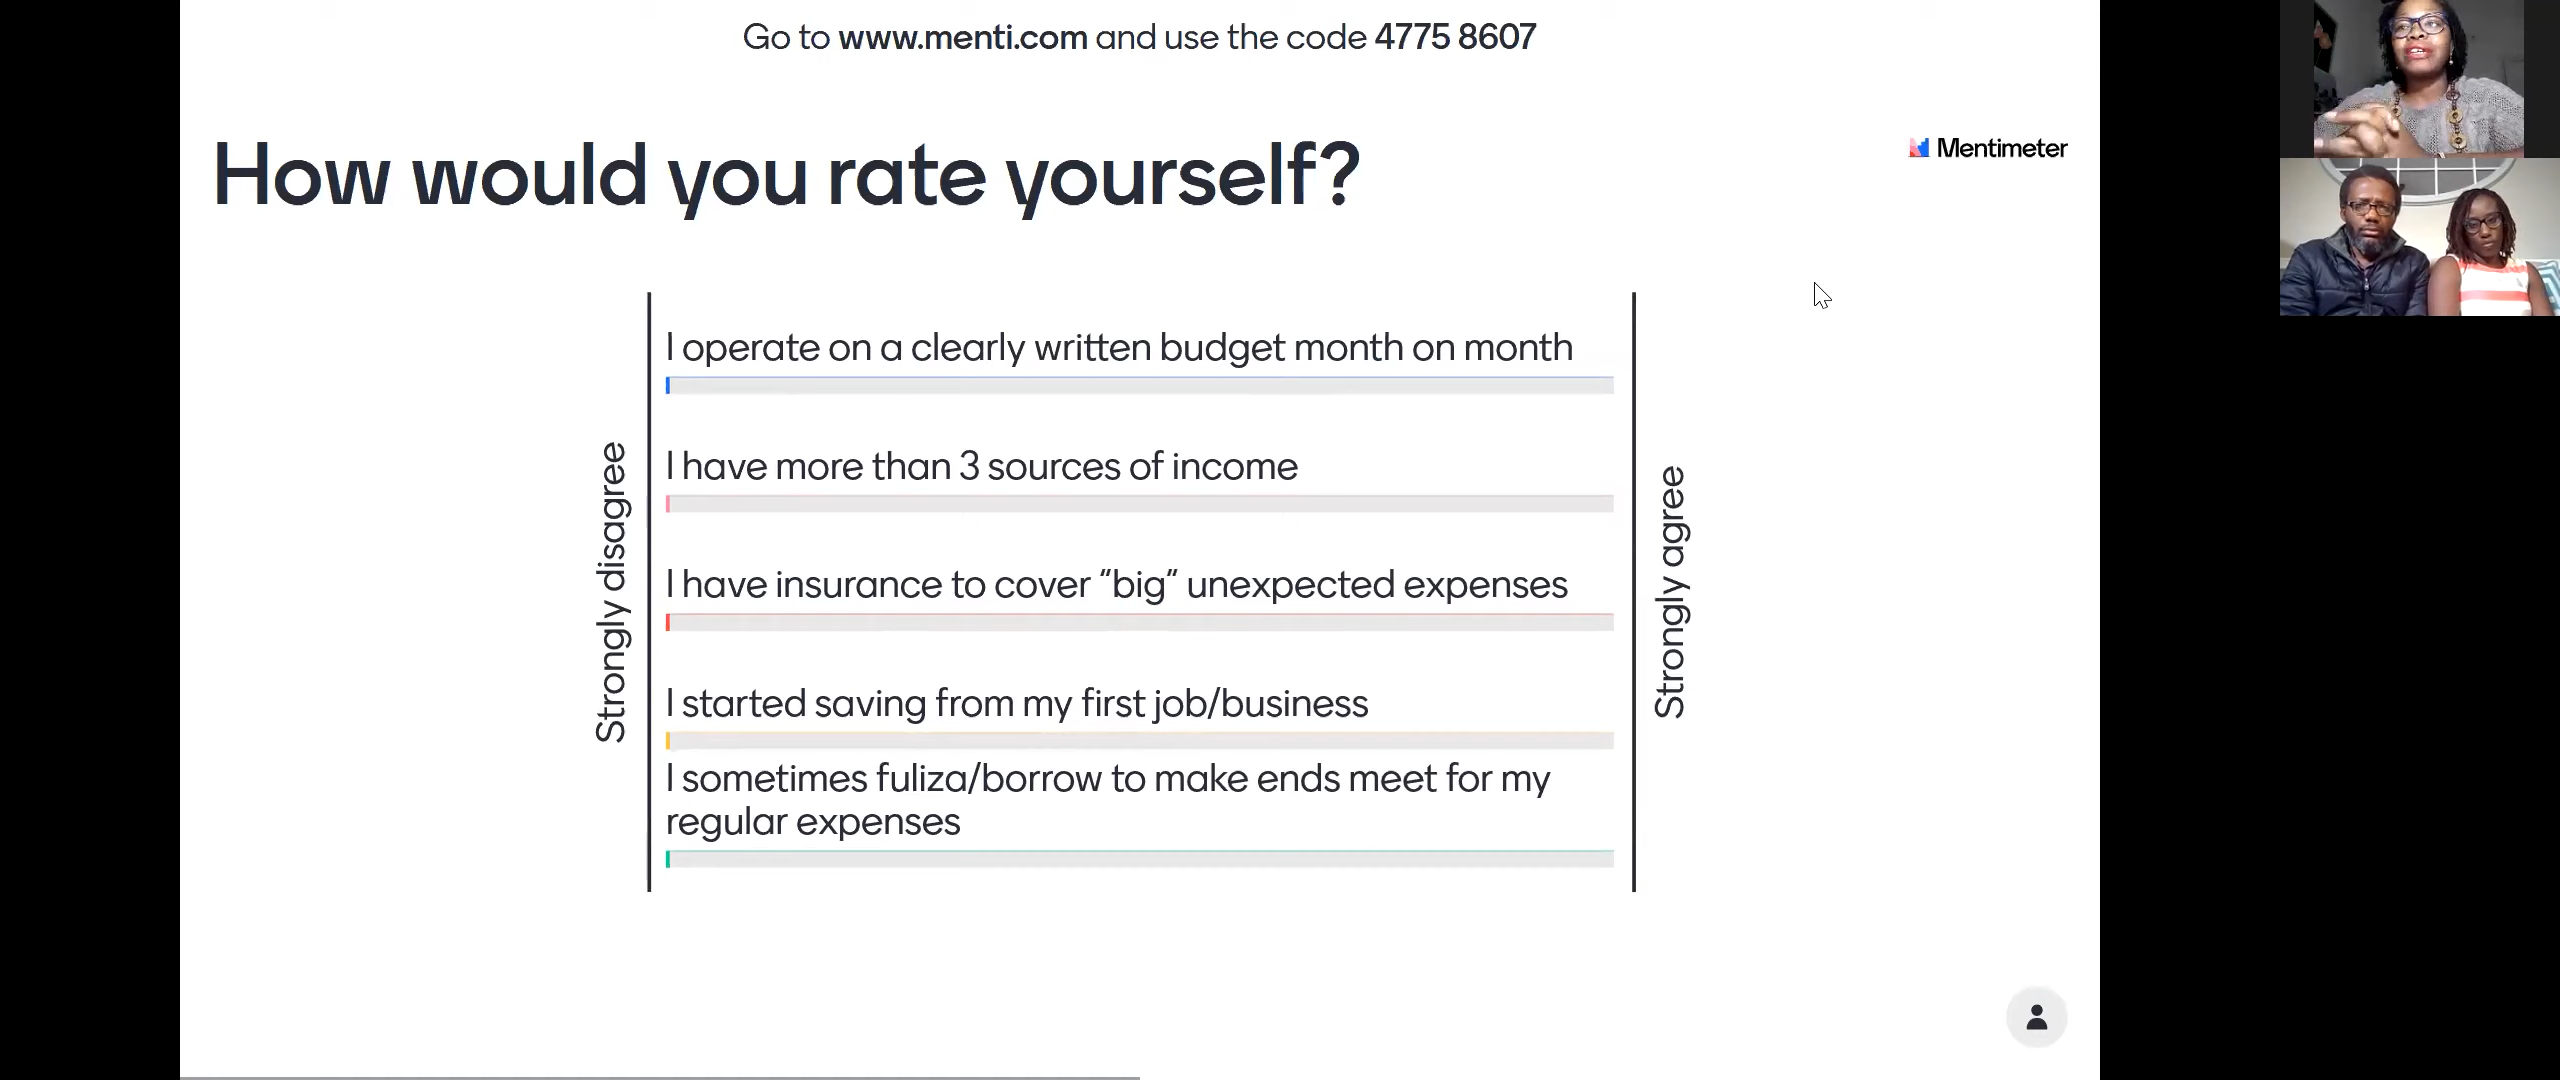 Go to www.menti.com and use the code 4775 8607
How would you rate yourself?
Mentimeter
Strongly disagree
I operate on a clearly written budget month on month
I have more than 3 sources of income
I have insurance to cover “big” unexpected expenses
I started saving from my first job/business
I sometimes fuliza/borrow to make ends meet for my
regular expenses
Strongly agree